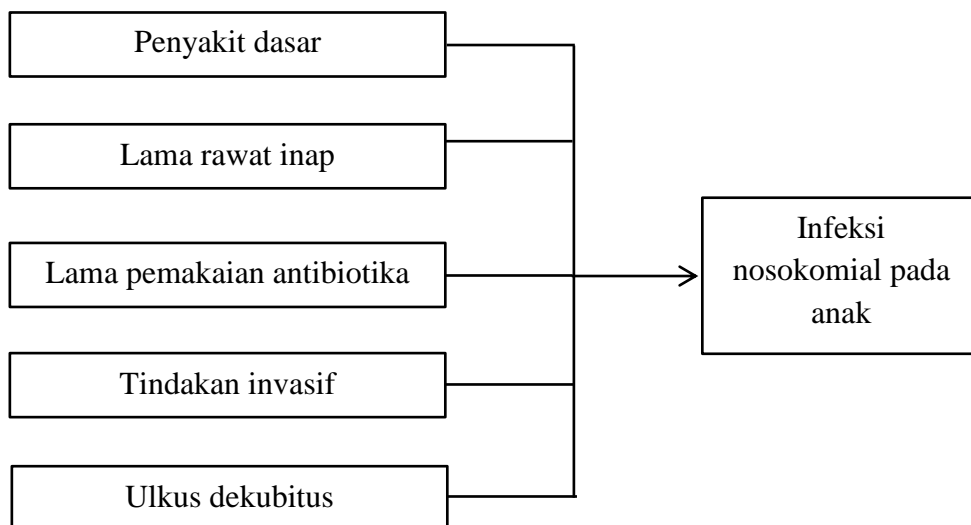 Penyakit dasar
Lama rawat inap
Lama pemakaian antibiotika
Tindakan invasif
Ulkus dekubitus
Infeksi
nosokomial pada
anak